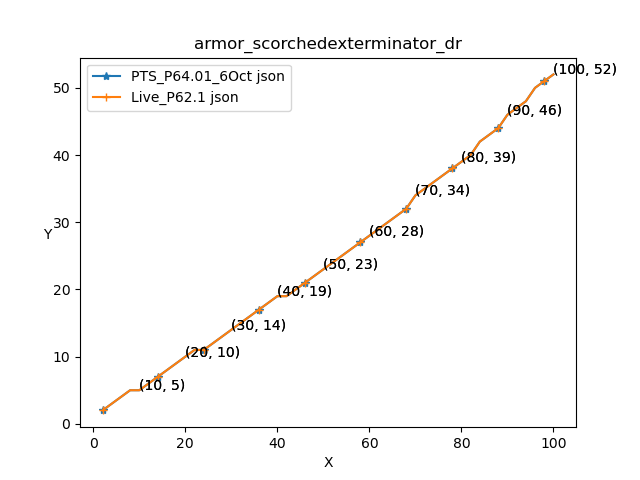 armor_scorchedexterminator_dr
PTS_P64.01_6Oct json
Live_P62.1 json
(100, 52)
(90, 46)
(80, 39)
(70, 34)
(60, 28)
(50, 23)
(40, 19)
(30, 14)
(20, 10)
(10, 5)
50
40
30
20
10
0
Y
0 20 40 60 80 100
X